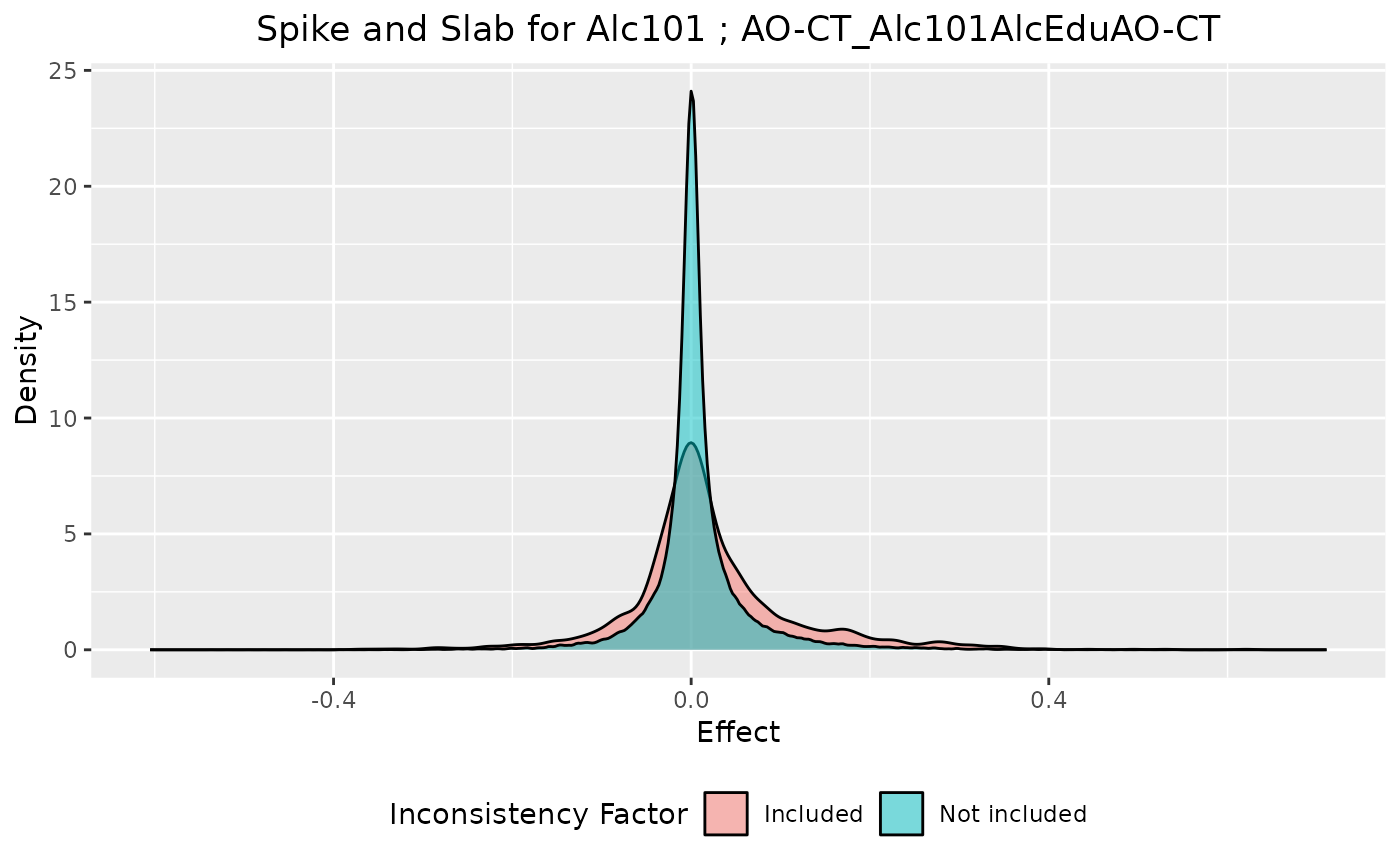 Spike and Slab for Alc101 ; AO-CT_Alc101AlcEduAO-CT
25
20
15
10
5
0
Density
-0.4 0.0 0.4
Effect
Inconsistency Factor Included Not included